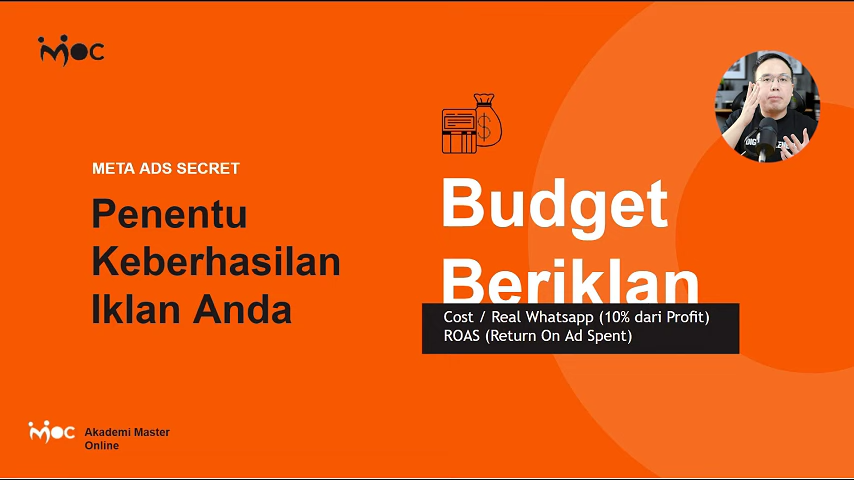 MOC
META ADS SECRET
Penentu
Keberhasilan
Iklan Anda
Budget
Beriklan
Cost / Real Whatsapp (10% dari Profit)
ROAS (Return On Ad Spent)
MOC
Akademi Master
Online